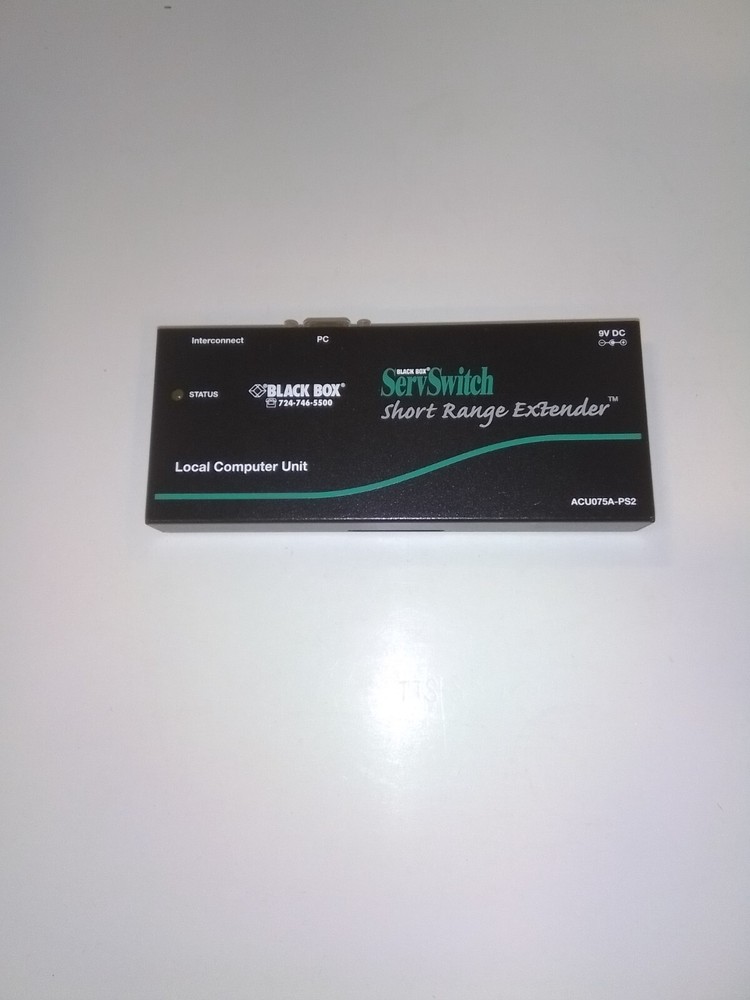 Interconnect
PC
9V DC
STATUS
BLACK BOX®
724-746-5500
BLACK BOX®
ServSwitch
Short Range Extender™
Local Computer Unit
ACU075A-PS2
TTS